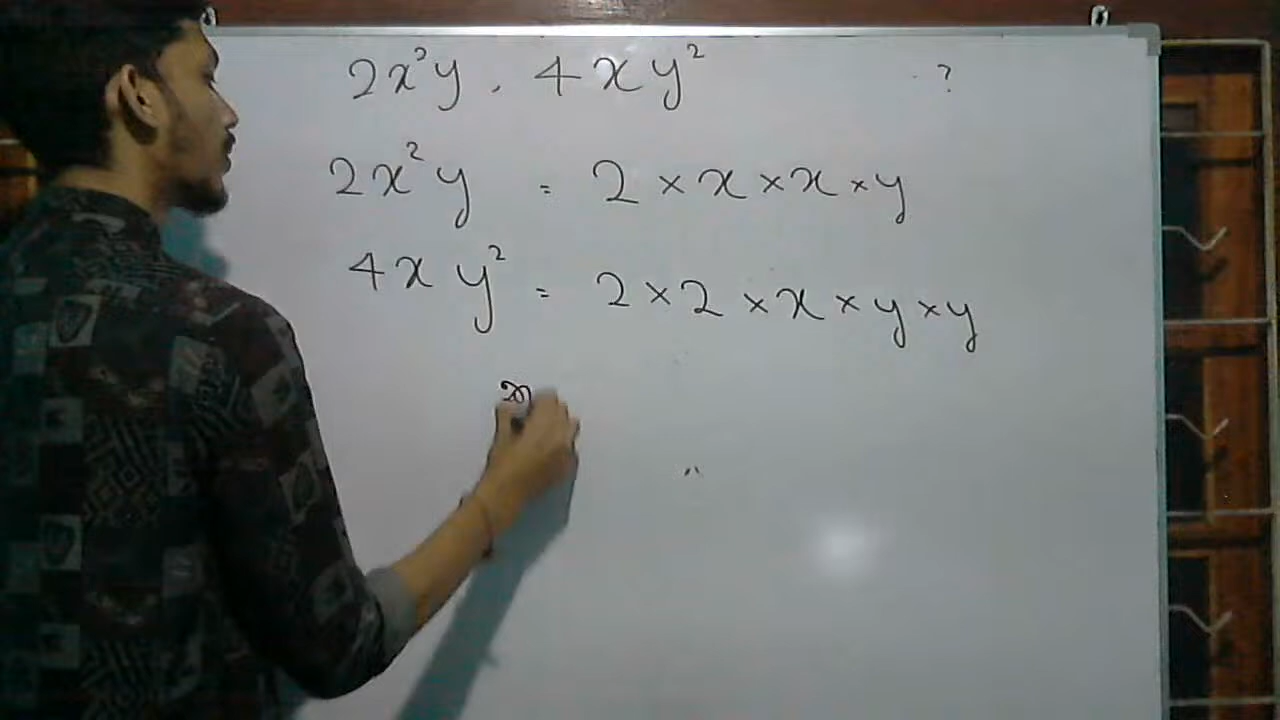 2x²y . 4xy² ?
2x²y = 2 × x × x × y
4xy² = 2 × 2 × x × y × y